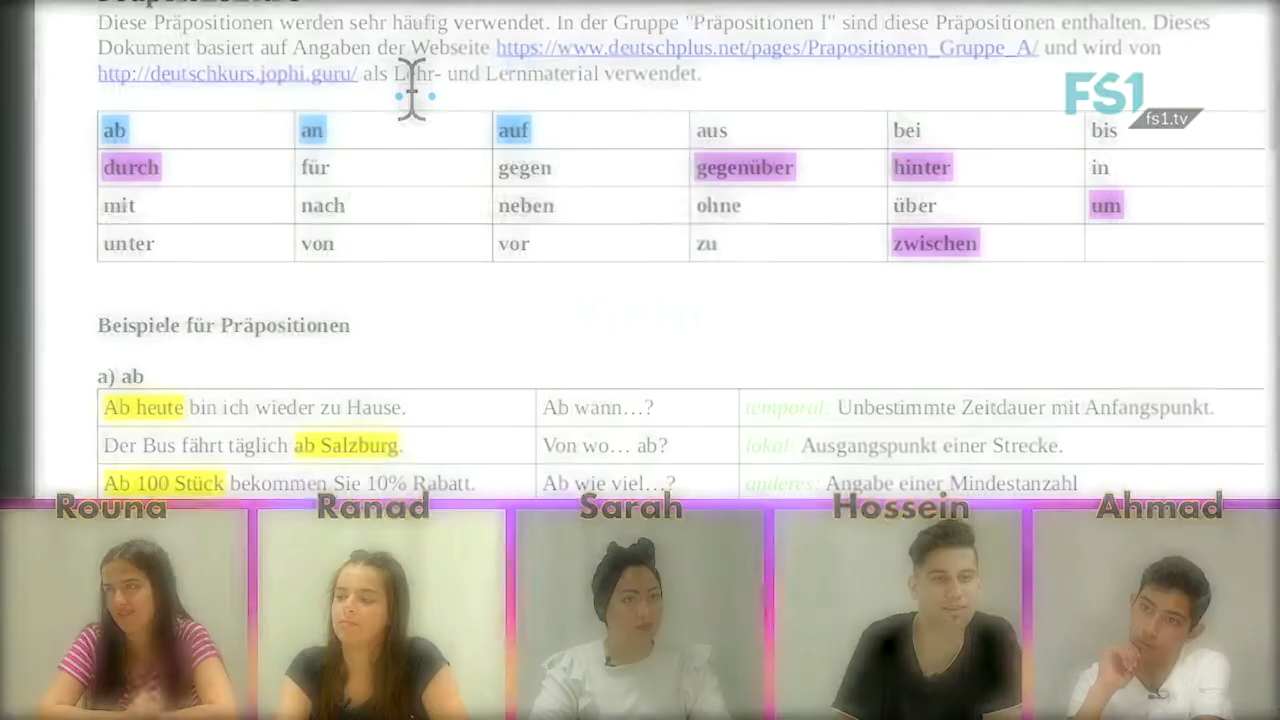 Diese Präpositionen werden sehr häufig verwendet. In der Gruppe "Präpositionen I" sind diese Präpositionen enthalten. Dieses
Dokument basiert auf Angaben der Webseite https://www.deutschplus.net/pages/Prapositionen_Gruppe_A/ und wird von
http://deutschkurs.jophi.guru/ als Lehr- und Lernmaterial verwendet.
FS1
fs1.tv
ab an auf aus bei bis
durch für gegen gegenüber hinter in
mit nach neben ohne über um
unter von vor zu zwischen
Beispiele für Präpositionen
a) ab
Ab heute bin ich wieder zu Hause. Ab wann…? temporal: Unbestimmte Zeitdauer mit Anfangspunkt.
Der Bus fährt täglich ab Salzburg. Von wo… ab? lokal: Ausgangspunkt einer Strecke.
Ab 100 Stück bekommen Sie 10% Rabatt. Ab wie viel…? anderes: Angabe einer Mindestanzahl
Rouna Ranad Sarah Hossein Ahmad